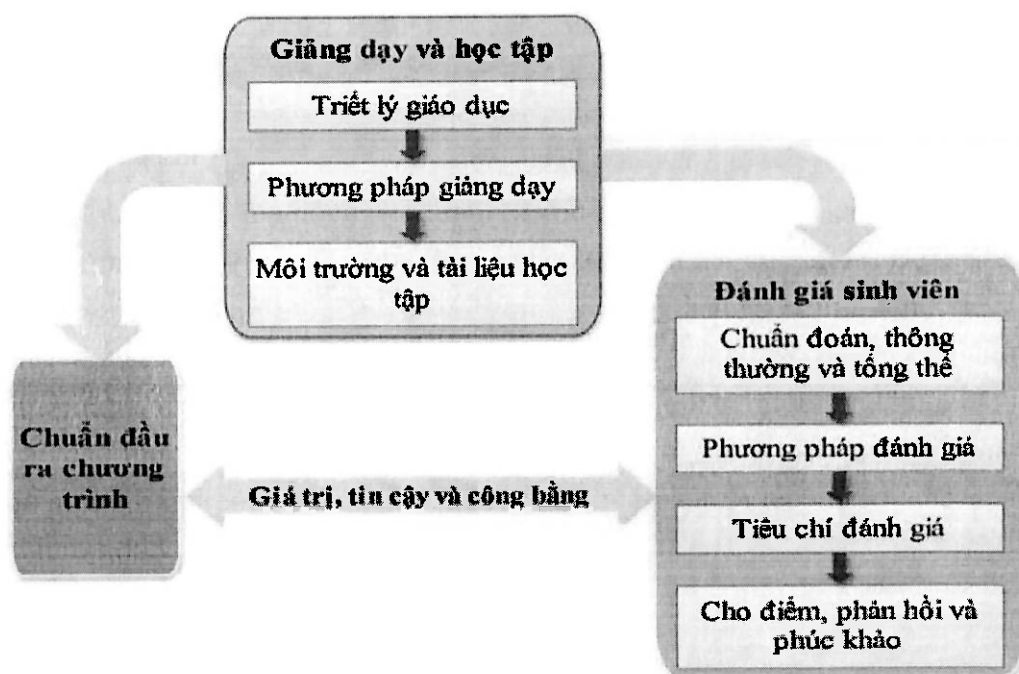 Giảng dạy và học tập
Triết lý giáo dục
Phương pháp giảng dạy
Môi trường và tài liệu học
tập
Đánh giá sinh viên
Chuẩn đoán, thông
thường và tổng thể
Phương pháp đánh giá
Tiêu chí đánh giá
Cho điểm, phản hồi và
phúc khảo
Chuẩn đầu
ra chương
trình
Giá trị, tin cậy và công bằng